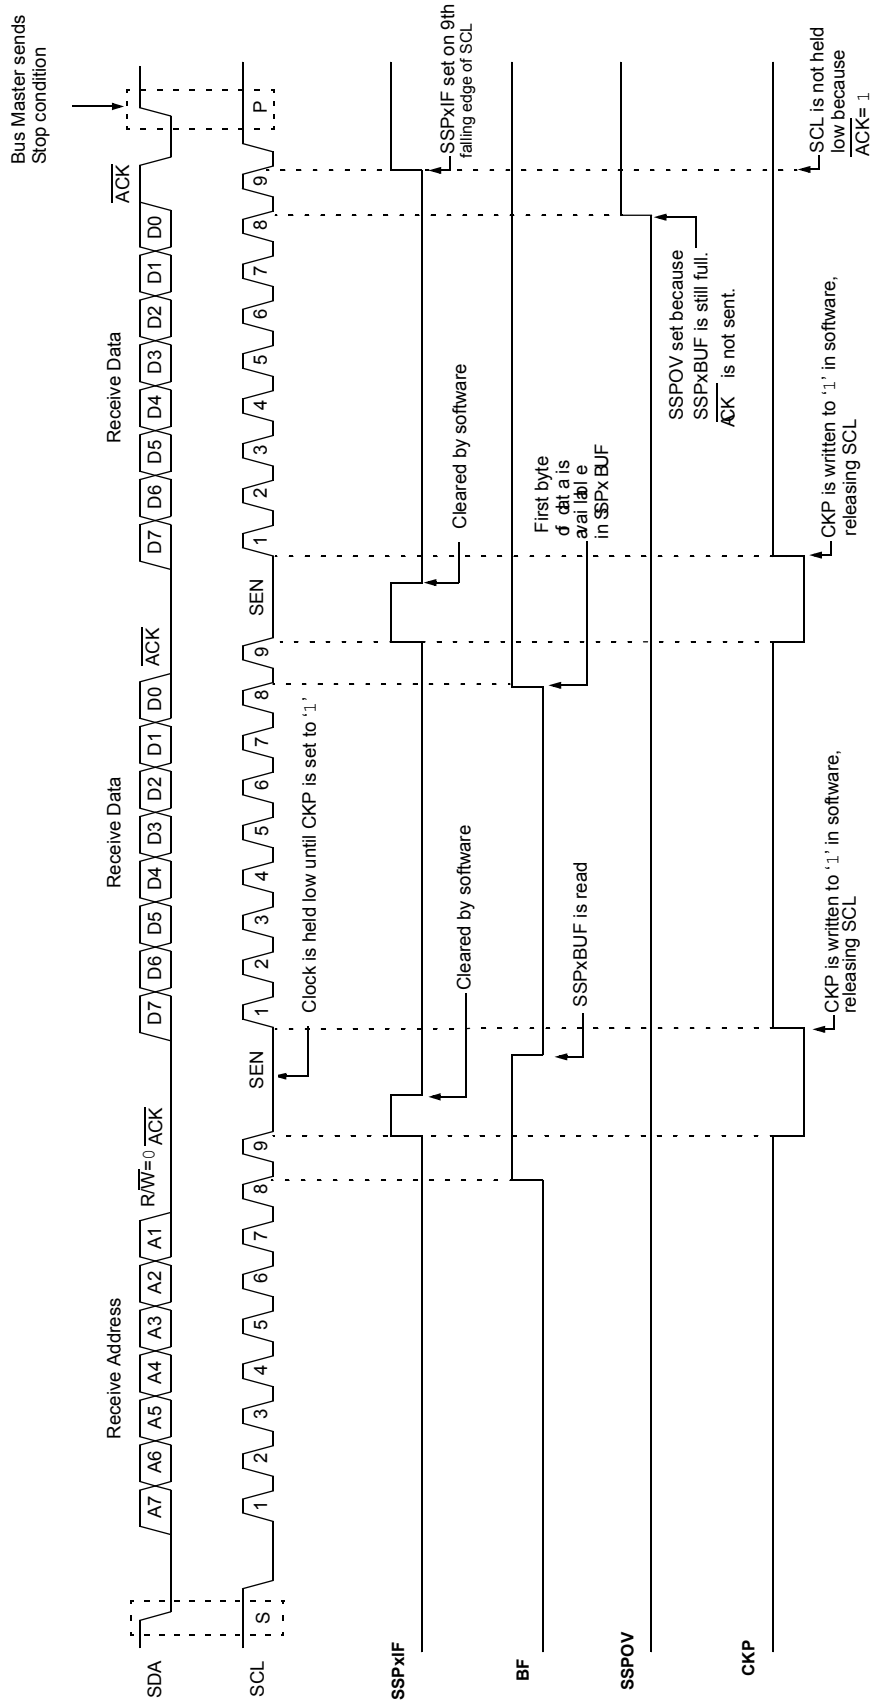 Bus Master sends
Stop condition
Receive Address
Receive Data
Receive Data
SDA
A7 A6 A5 A4 A3 A2 A1
R/W=0 ACK
D7 D6 D5 D4 D3 D2 D1 D0
ACK
D7 D6 D5 D4 D3 D2 D1 D0
ACK
SCL
S
1 2 3 4 5 6 7 8 9
SEN
1 2 3 4 5 6 7 8 9
SEN
1 2 3 4 5 6 7 8 9
P
Clock is held low until CKP is set to ‘1’
SSPxIF
Cleared by software
Cleared by software
SSPxIF set on 9th
falling edge of SCL
BF
SSPxBUF is read
First byte
of data is
available
in SSPxBUF
SSPOV
SSPOV set because
SSPxBUF is still full.
ACK is not sent.
CKP
CKP is written to ‘1’ in software,
releasing SCL
CKP is written to ‘1’ in software,
releasing SCL
SCL is not held
low because
ACK= 1